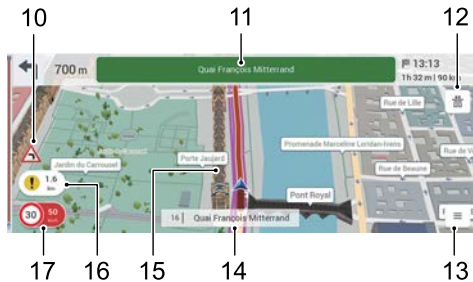 10
11
12
700 m
Quai François Mitterrand
13:13
1h 32 m | 90 km
Rue de Lille
Porte Jaujard
Promenade Marceline Loridan-Ivens
Jardin du Carrousel
Rue de Beaune
1.6
km
Pont Royal
30
50
16 | Quai François Mitterrand
17
16
15
14
13